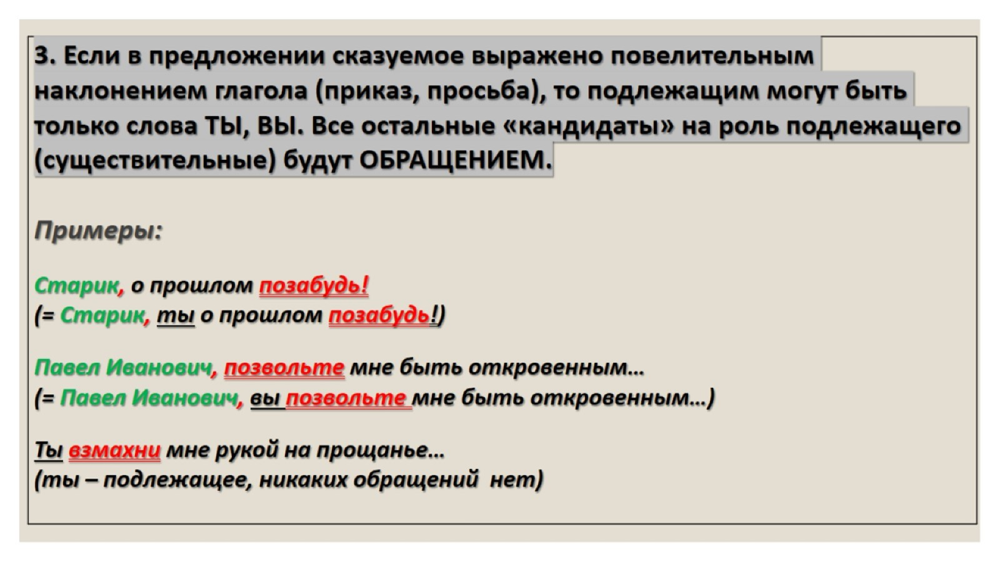 3. Если в предложении сказуемое выражено повелительным
наклонением глагола (приказ, просьба), то подлежащим могут быть
только слова ТЫ, ВЫ. Все остальные «кандидаты» на роль подлежащего
(существительные) будут ОБРАЩЕНИЕМ.
Примеры:
Старик, о прошлом позабудь!
(= Старик, ты о прошлом позабудь!)
Павел Иванович, позвольте мне быть откровенным…
(= Павел Иванович, вы позвольте мне быть откровенным…)
Ты взмахни мне рукой на прощанье…
(ты – подлежащее, никаких обращений  нет)